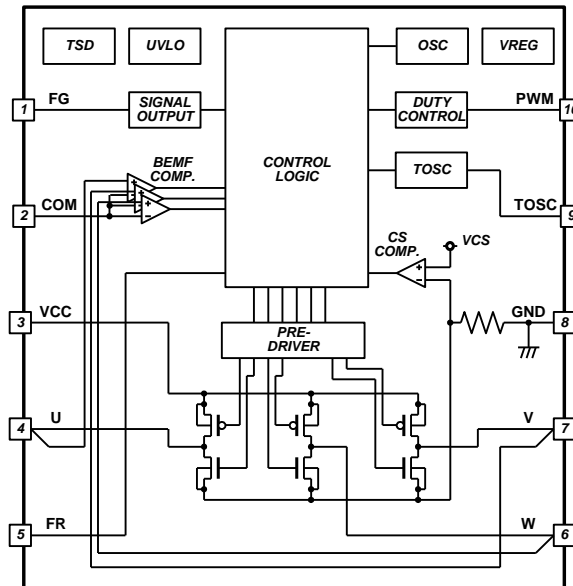 TSD
UVLO
OSC
VREG
1
FG
SIGNAL
OUTPUT
DUTY
CONTROL
PWM
10
BEMF
COMP.
CONTROL
LOGIC
TOSC
2
COM
TOSC
9
CS
COMP.
VCS
3
VCC
PRE-
DRIVER
GND
8
4
U
V
7
5
FR
W
6